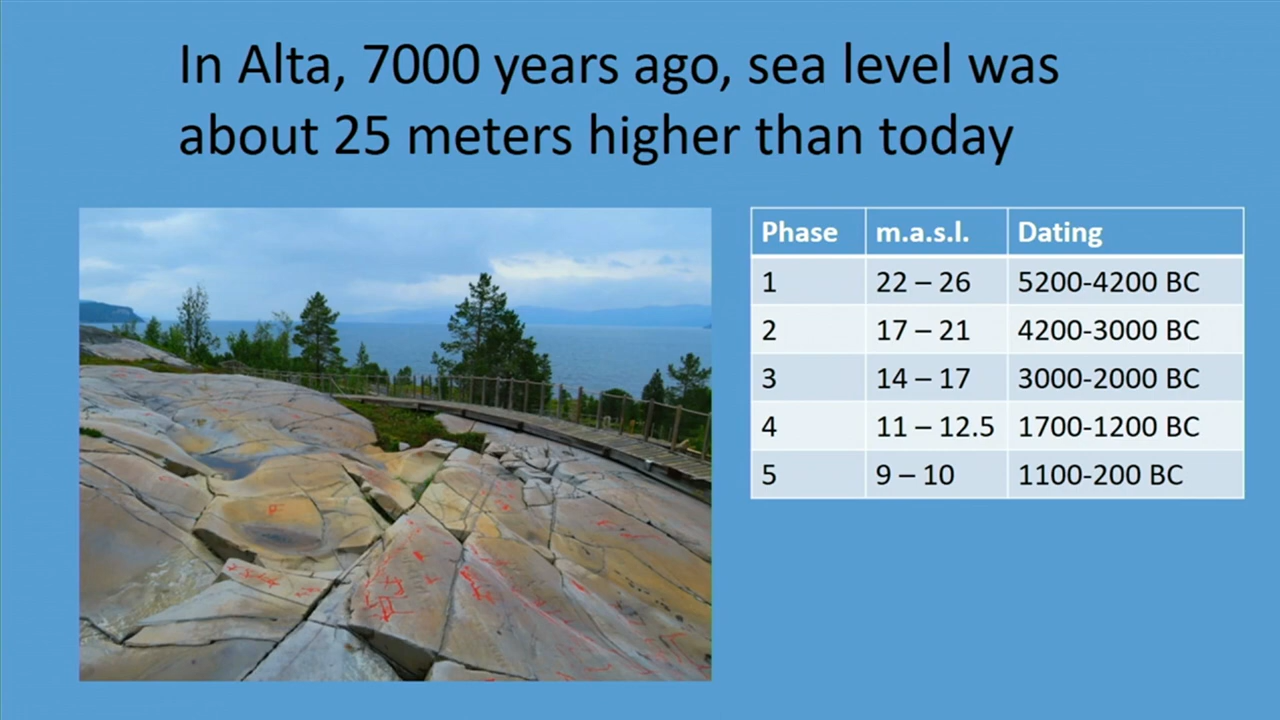 In Alta, 7000 years ago, sea level was
about 25 meters higher than today
Phase m.a.s.l. Dating
1 22 – 26 5200-4200 BC
2 17 – 21 4200-3000 BC
3 14 – 17 3000-2000 BC
4 11 – 12.5 1700-1200 BC
5 9 – 10 1100-200 BC